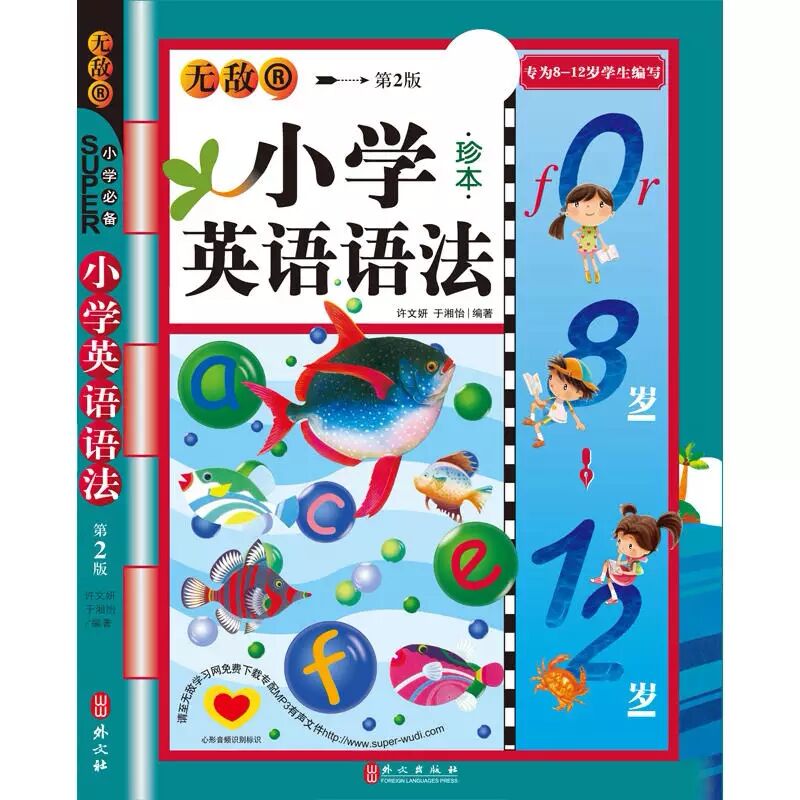 无敌®
SUPER
小学必备
小学英语语法
第2版
许文妍
于湘怡
/编著
外文社
无敌®
第2版
专为8-12岁学生编写
小学
·珍本·
英语语法
许文妍 于湘怡 | 编著
for
8岁
12岁
a
c
e
f
请至无敌学习网免费下载专配MP3有声文件http://www.super-wudi.com
心形音频识别标识
外文出版社
FOREIGN LANGUAGES PRESS